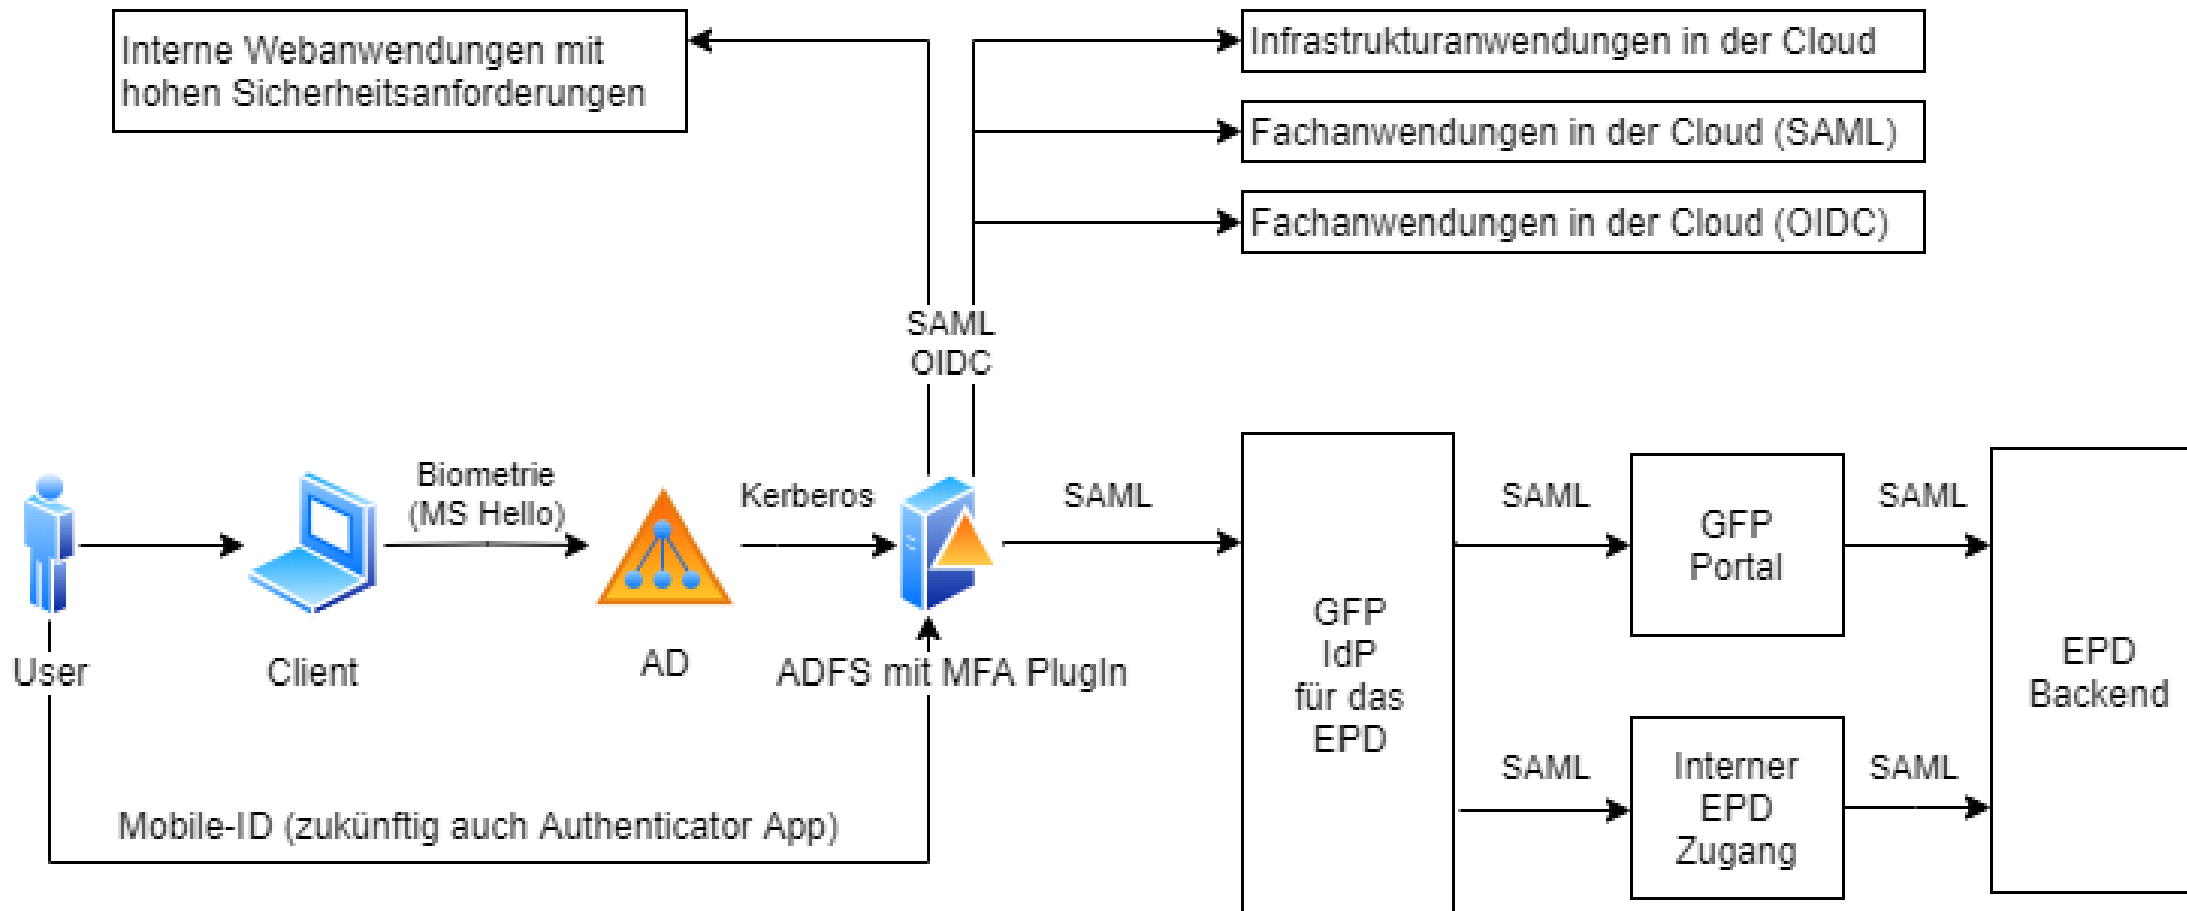 Interne Webanwendungen mit
hohen Sicherheitsanforderungen
Infrastrukturanwendungen in der Cloud
Fachanwendungen in der Cloud (SAML)
Fachanwendungen in der Cloud (OIDC)
SAML
OIDC
Biometrie
(MS Hello)
Kerberos
SAML
SAML
SAML
GFP
Portal
GFP
IdP
für das
EPD
EPD
Backend
User
Client
AD
ADFS mit MFA PlugIn
SAML
SAML
Interner
EPD
Zugang
Mobile-ID (zukünftig auch Authenticator App)